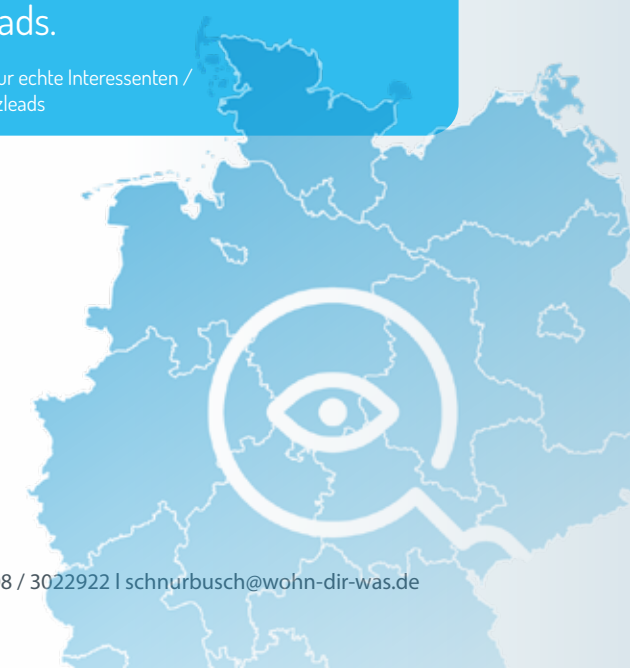 ads.
ur echte Interessenten /
zleads
8 / 3022922 l schnurbusch@wohn-dir-was.de